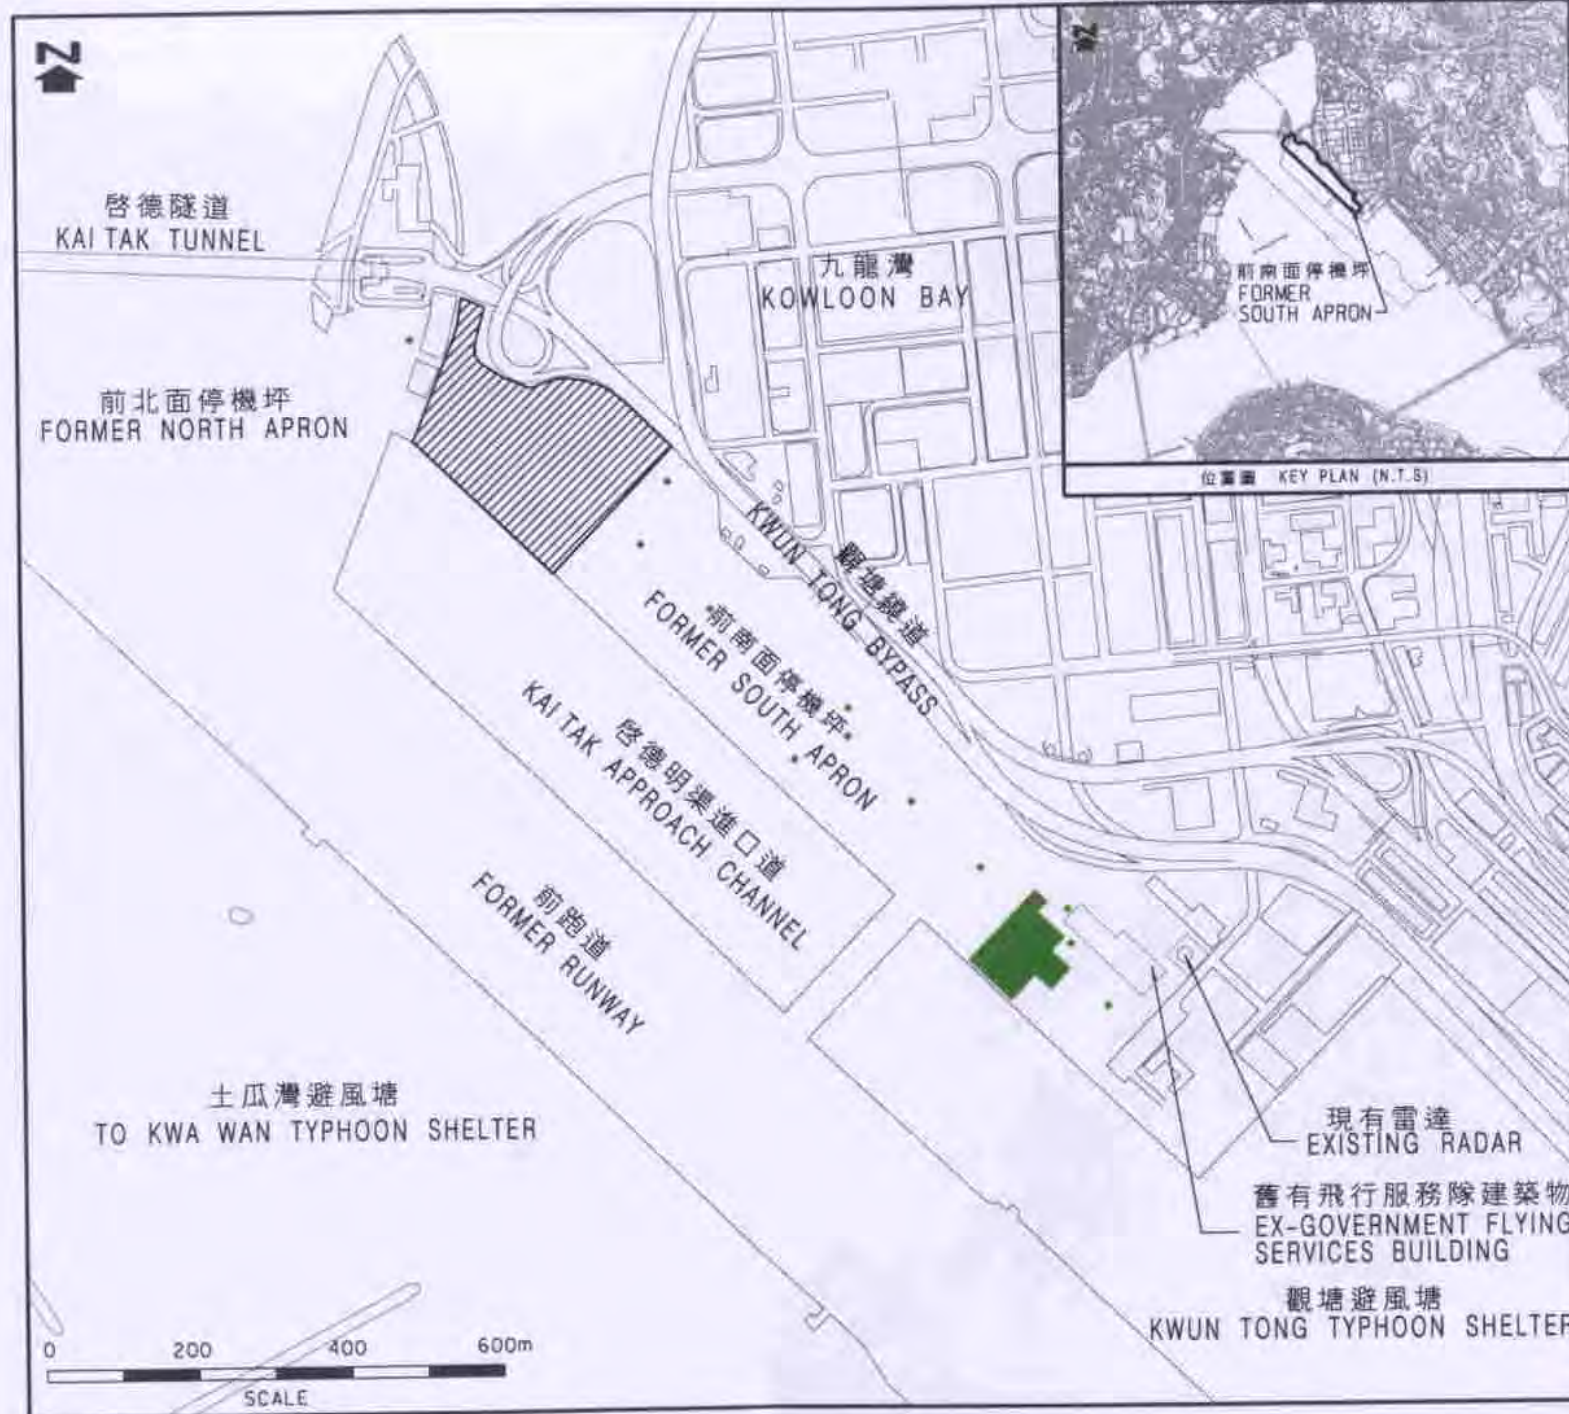 N
啓德隧道
KAI TAK TUNNEL
前北面停機坪
FORMER NORTH APRON
九龍灣
KOWLOON BAY
N
前南面停機坪
FORMER
SOUTH APRON
位置圖 KEY PLAN (N.T.S)
觀塘繞道
KWUN TONG BYPASS
前南面停機坪
FORMER SOUTH APRON
啓德明渠進口道
KAI TAK APPROACH CHANNEL
前跑道
FORMER RUNWAY
土瓜灣避風塘
TO KWA WAN TYPHOON SHELTER
現有雷達
EXISTING RADAR
舊有飛行服務隊建築物
EX-GOVERNMENT FLYING
SERVICES BUILDING
觀塘避風塘
KWUN TONG TYPHOON SHELTER
0 200 400 600m
SCALE